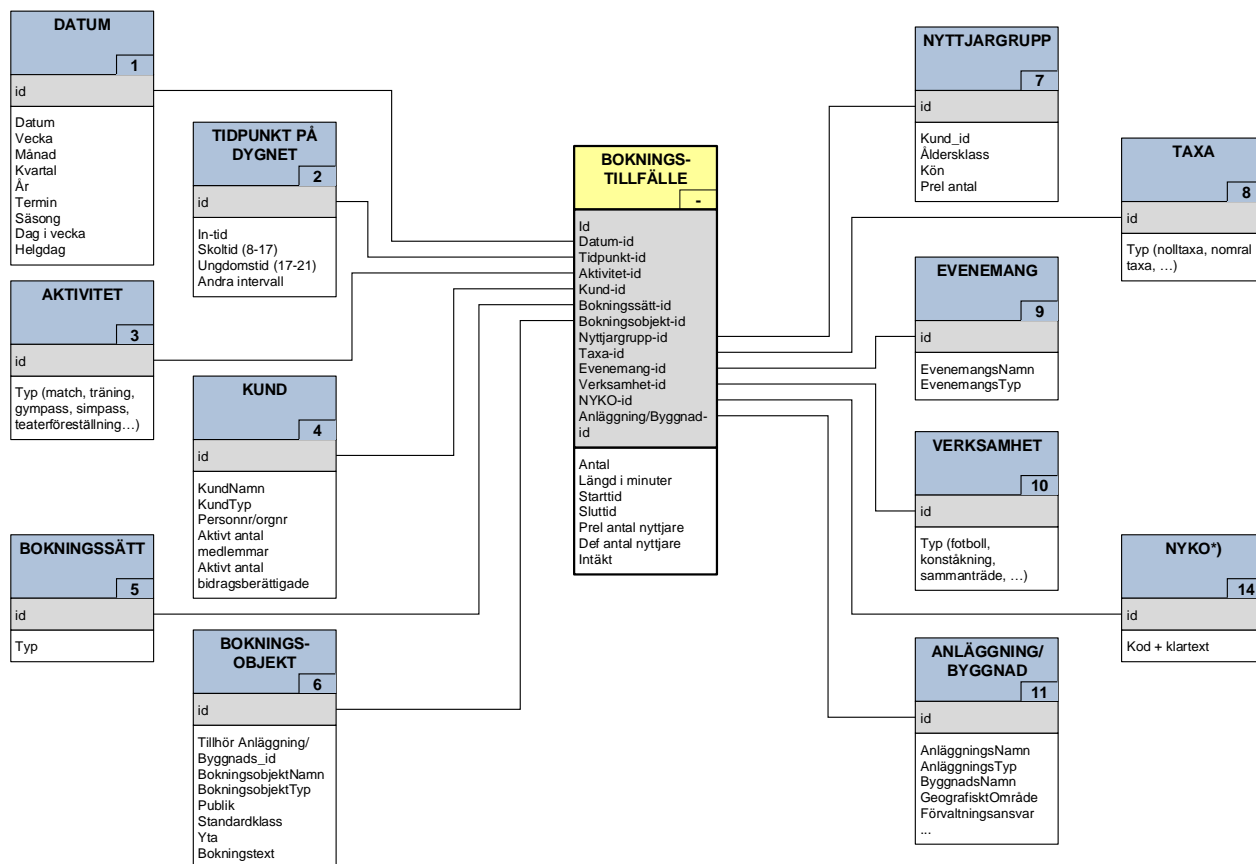 DATUM
1
id
Datum
Vecka
Månad
Kvartal
År
Termin
Säsong
Dag i vecka
Helgdag
TIDPUNKT PÅ
DYGNET
2
id
In-tid
Skoltid (8-17)
Ungdomstid (17-21)
Andra intervall
AKTIVITET
3
id
Typ (match, träning,
gympass, simpass,
teaterföreställning…)
KUND
4
id
KundNamn
KundTyp
Personnr/orgnr
Aktivt antal
medlemmar
Aktivt antal
bidragsberättigade
BOKNINGSSÄTT
5
id
Typ
BOKNINGS-
OBJEKT
6
id
Tillhör Anläggning/
Byggnads_id
BokningsobjektNamn
BokningsobjektTyp
Publik
Standardklass
Yta
Bokningstext
BOKNINGS-
TILLFÄLLE
-
Id
Datum-id
Tidpunkt-id
Aktivitet-id
Kund-id
Bokningssätt-id
Bokningsobjekt-id
Nyttjargrupp-id
Taxa-id
Evenemang-id
Verksamhet-id
NYKO-id
Anläggning/Byggnad-
id
Antal
Längd i minuter
Starttid
Sluttid
Prel antal nyttjare
Def antal nyttjare
Intäkt
NYTTJARGRUPP
7
id
Kund_id
Åldersklass
Kön
Prel antal
TAXA
8
id
Typ (nolltaxa, nomral
taxa, …)
EVENEMANG
9
id
EvenemangsNamn
EvenemangsTyp
VERKSAMHET
10
id
Typ (fotboll,
konståkning,
sammanträde, …)
NYKO*)
14
id
Kod + klartext
ANLÄGGNING/
BYGGNAD
11
id
AnläggningsNamn
AnläggningsTyp
ByggnadsNamn
GeografisktOmråde
Förvaltningsansvar
...